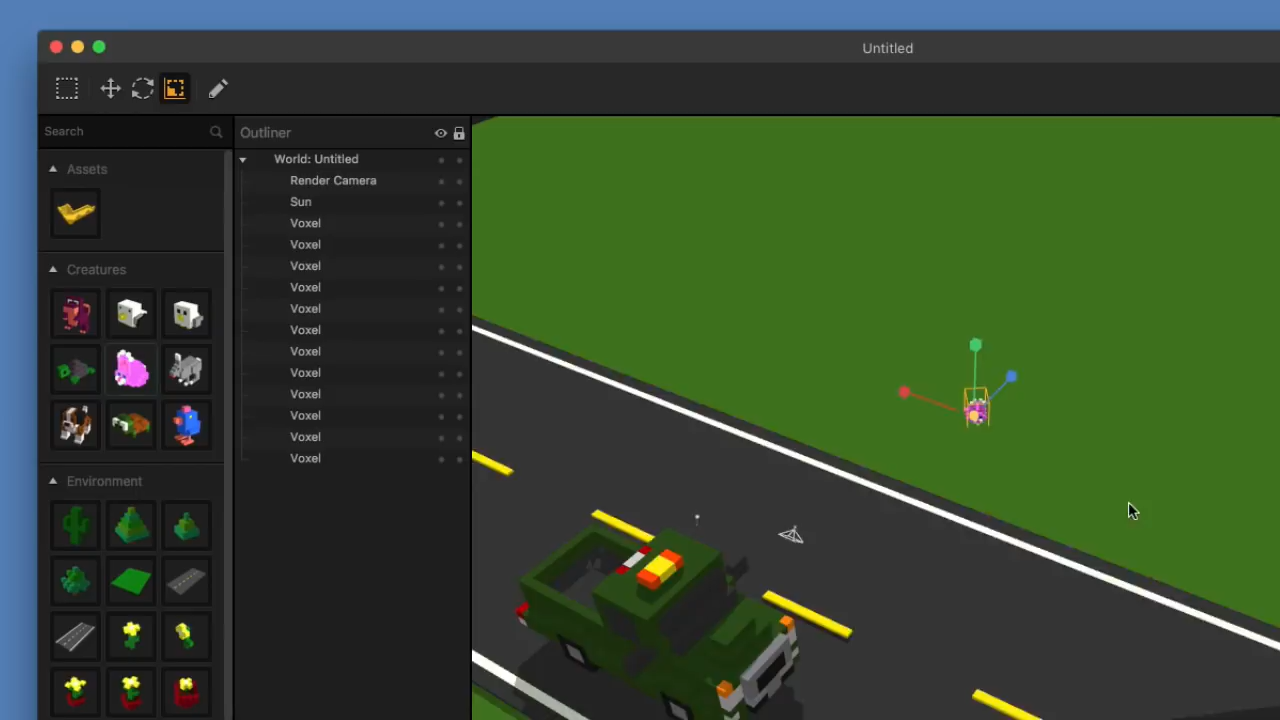 Untitled
Search
Outliner
Assets
World: Untitled
Render Camera
Sun
Voxel
Voxel
Creatures
Voxel
Voxel
Voxel
Voxel
Voxel
Voxel
Voxel
Voxel
Voxel
Voxel
Environment